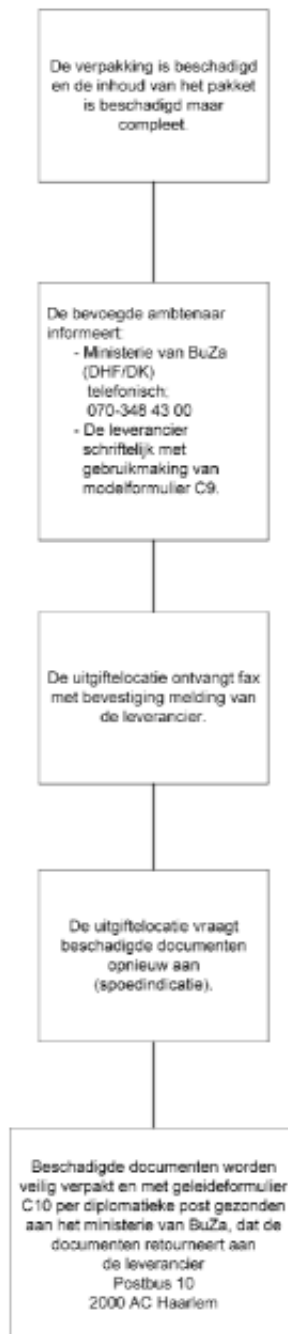 De verpakking is beschadigd
en de inhoud van het pakket
is beschadigd maar
compleet.
De bevoegde ambtenaar
informeert:
- Ministerie van BuZa
(DHF/DK)
telefonisch:
070-348 43 00
- De leverancier
schriftelijk met
gebruikmaking van
modelformulier C9.
De uitgiftelocatie ontvangt fax
met bevestiging melding van
de leverancier.
De uitgiftelocatie vraagt
beschadigde documenten
opnieuw aan
(spoedindicatie).
Beschadigde documenten worden
veilig verpakt en met geleideformulier
C10 per diplomatieke post gezonden
aan het ministerie van BuZa, dat de
documenten retourneert aan
de leverancier
Postbus 10
2000 AC Haarlem